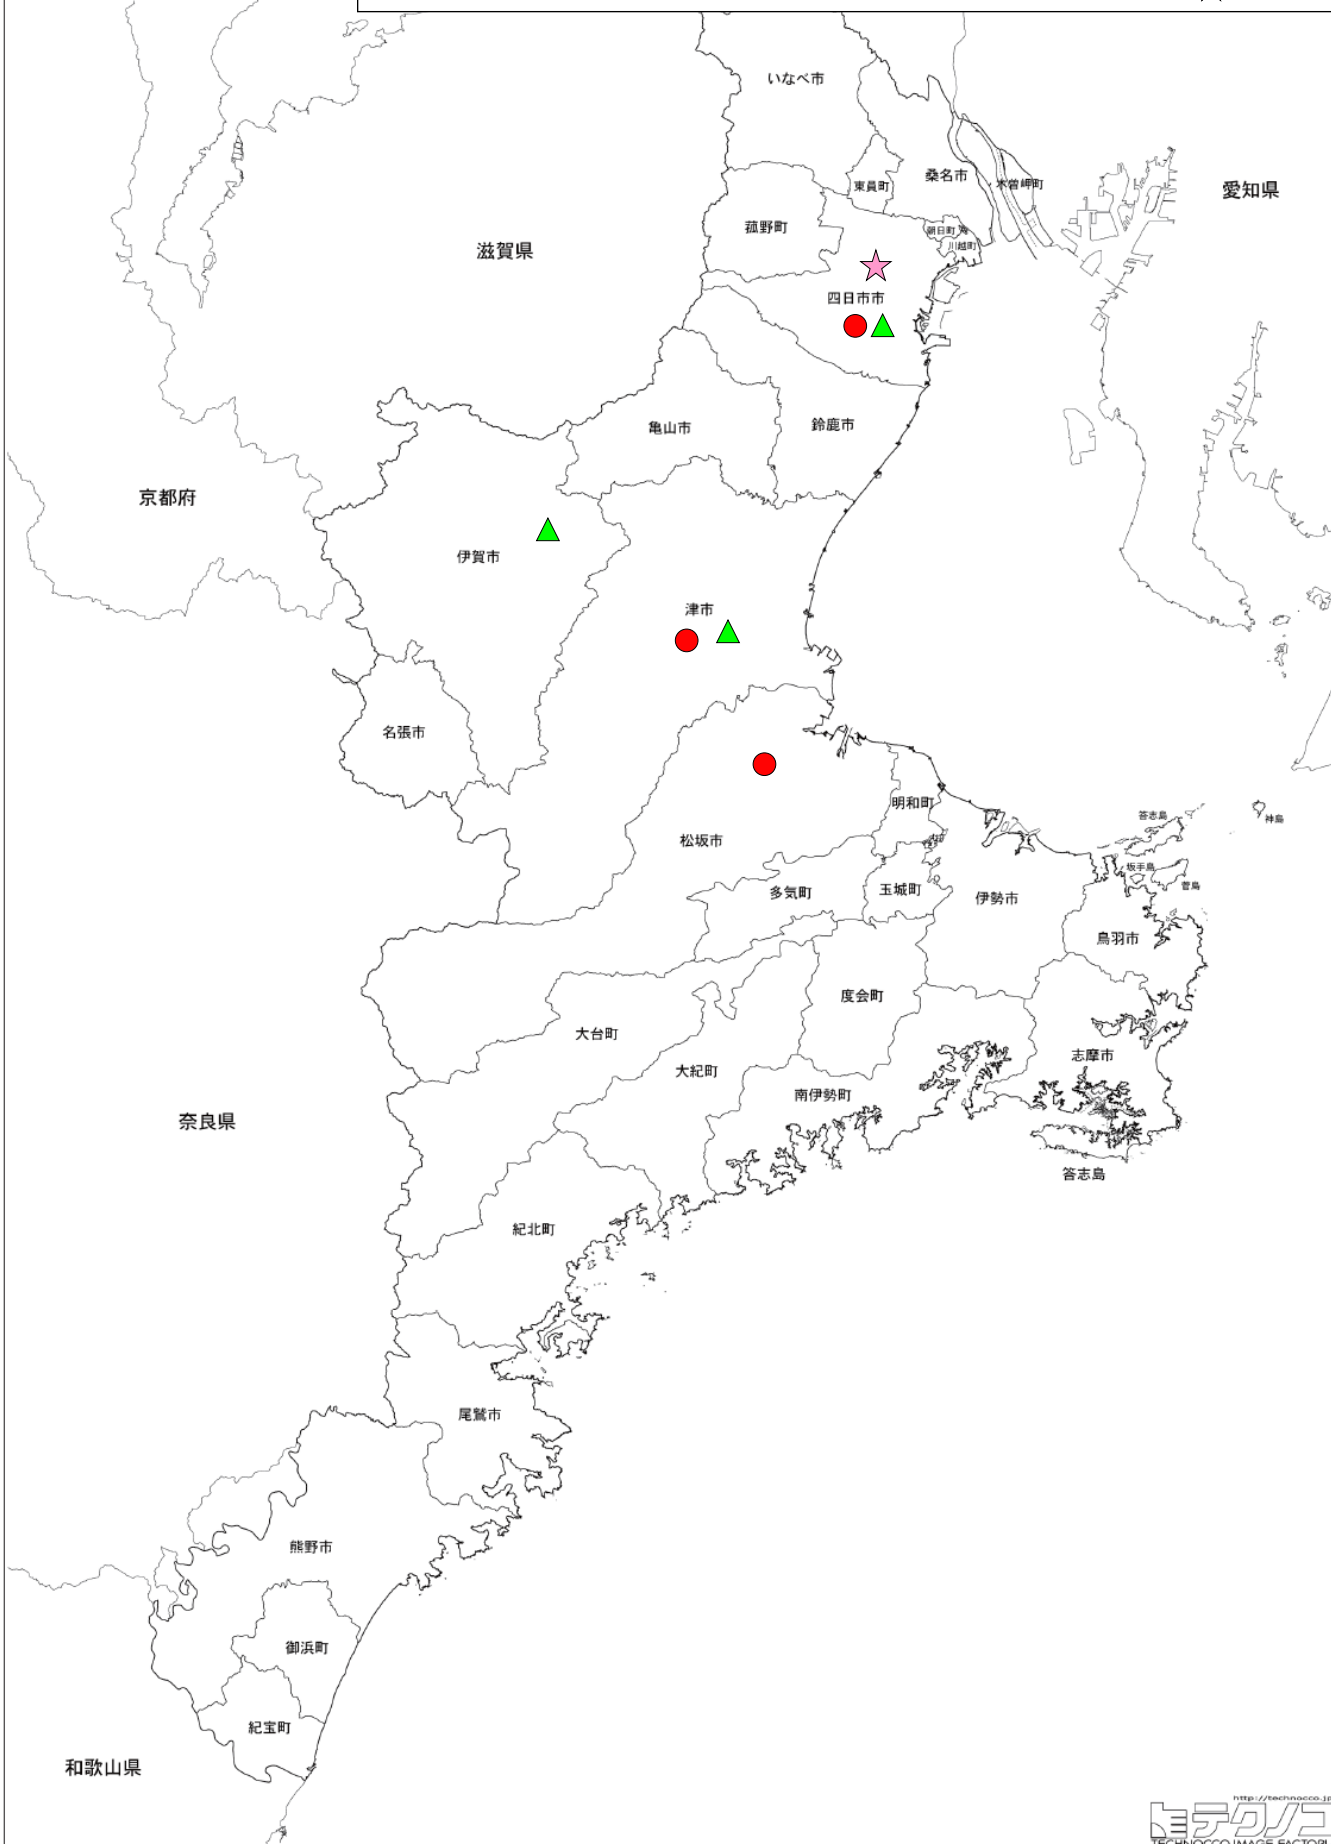 いなべ市
東員町
桑名市
木曽岬町
愛知県
菰野町
朝日町
川越町
滋賀県
四日市市
亀山市
鈴鹿市
京都府
伊賀市
津市
名張市
明和町
答志島
神島
松坂市
坂手島
菅島
多気町
玉城町
伊勢市
鳥羽市
度会町
大台町
志摩市
大紀町
南伊勢町
奈良県
答志島
紀北町
尾鷲市
熊野市
御浜町
紀宝町
和歌山県
http://technocco.jp
テクノコ
TECHNOCCO IMAGE FACTORY